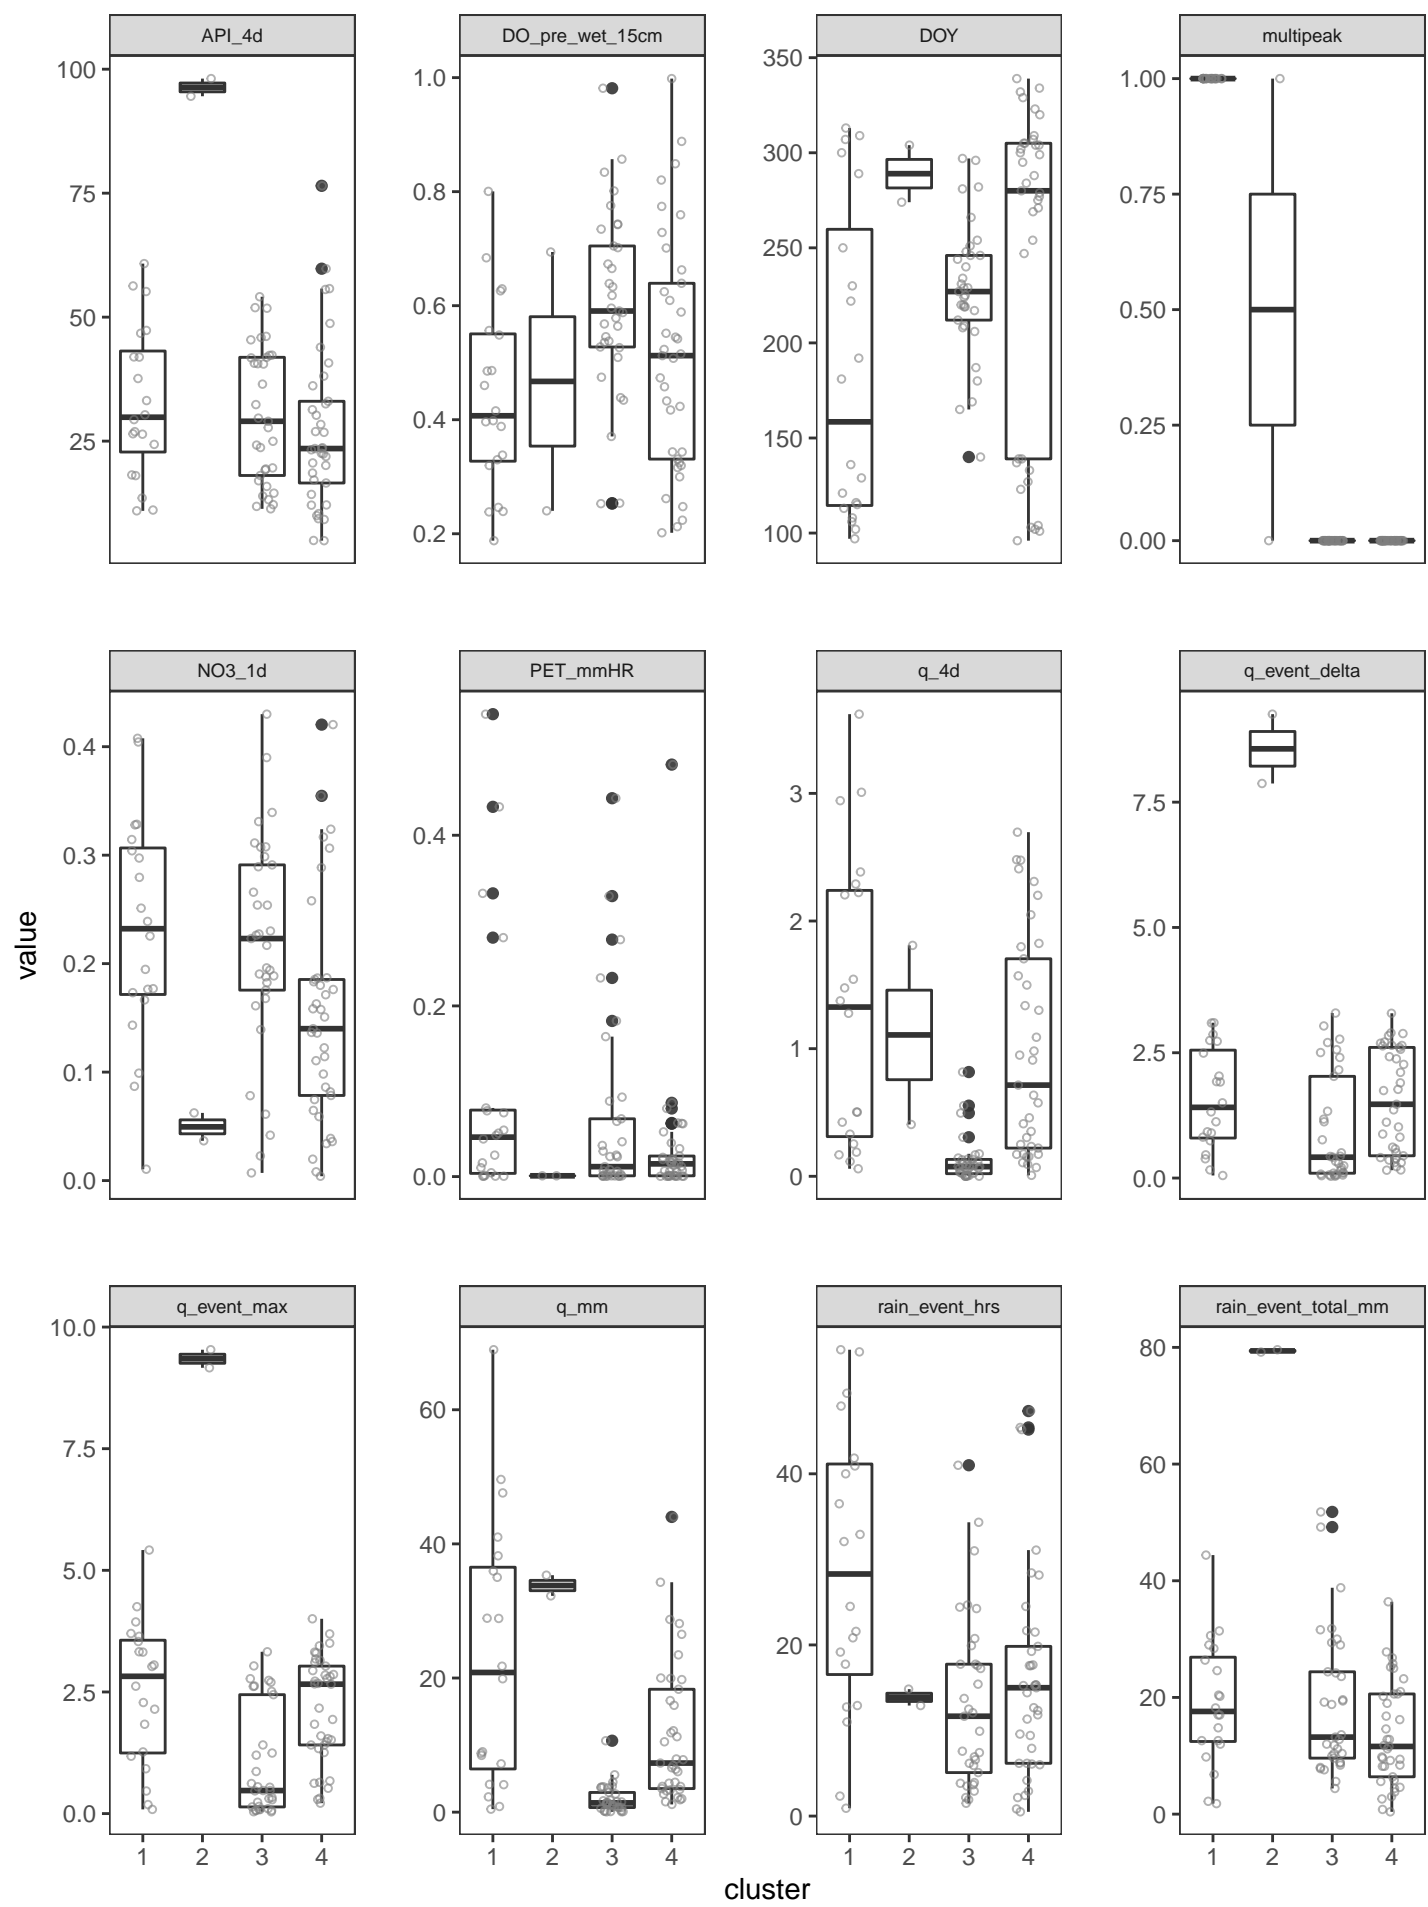 API_4d
DO_pre_wet_15cm
DOY
multipeak
100
75
50
25
1.0
0.8
0.6
0.4
0.2
350
300
250
200
150
100
1.00
0.75
0.50
0.25
0.00
NO3_1d
PET_mmHR
q_4d
q_event_delta
0.4
0.3
0.2
0.1
0.0
0.4
0.2
0.0
3
2
1
0
7.5
5.0
2.5
0.0
value
q_event_max
q_mm
rain_event_hrs
rain_event_total_mm
10.0
7.5
5.0
2.5
0.0
60
40
20
0
40
20
0
80
60
40
20
0
1 2 3 4
1 2 3 4
1 2 3 4
1 2 3 4
cluster